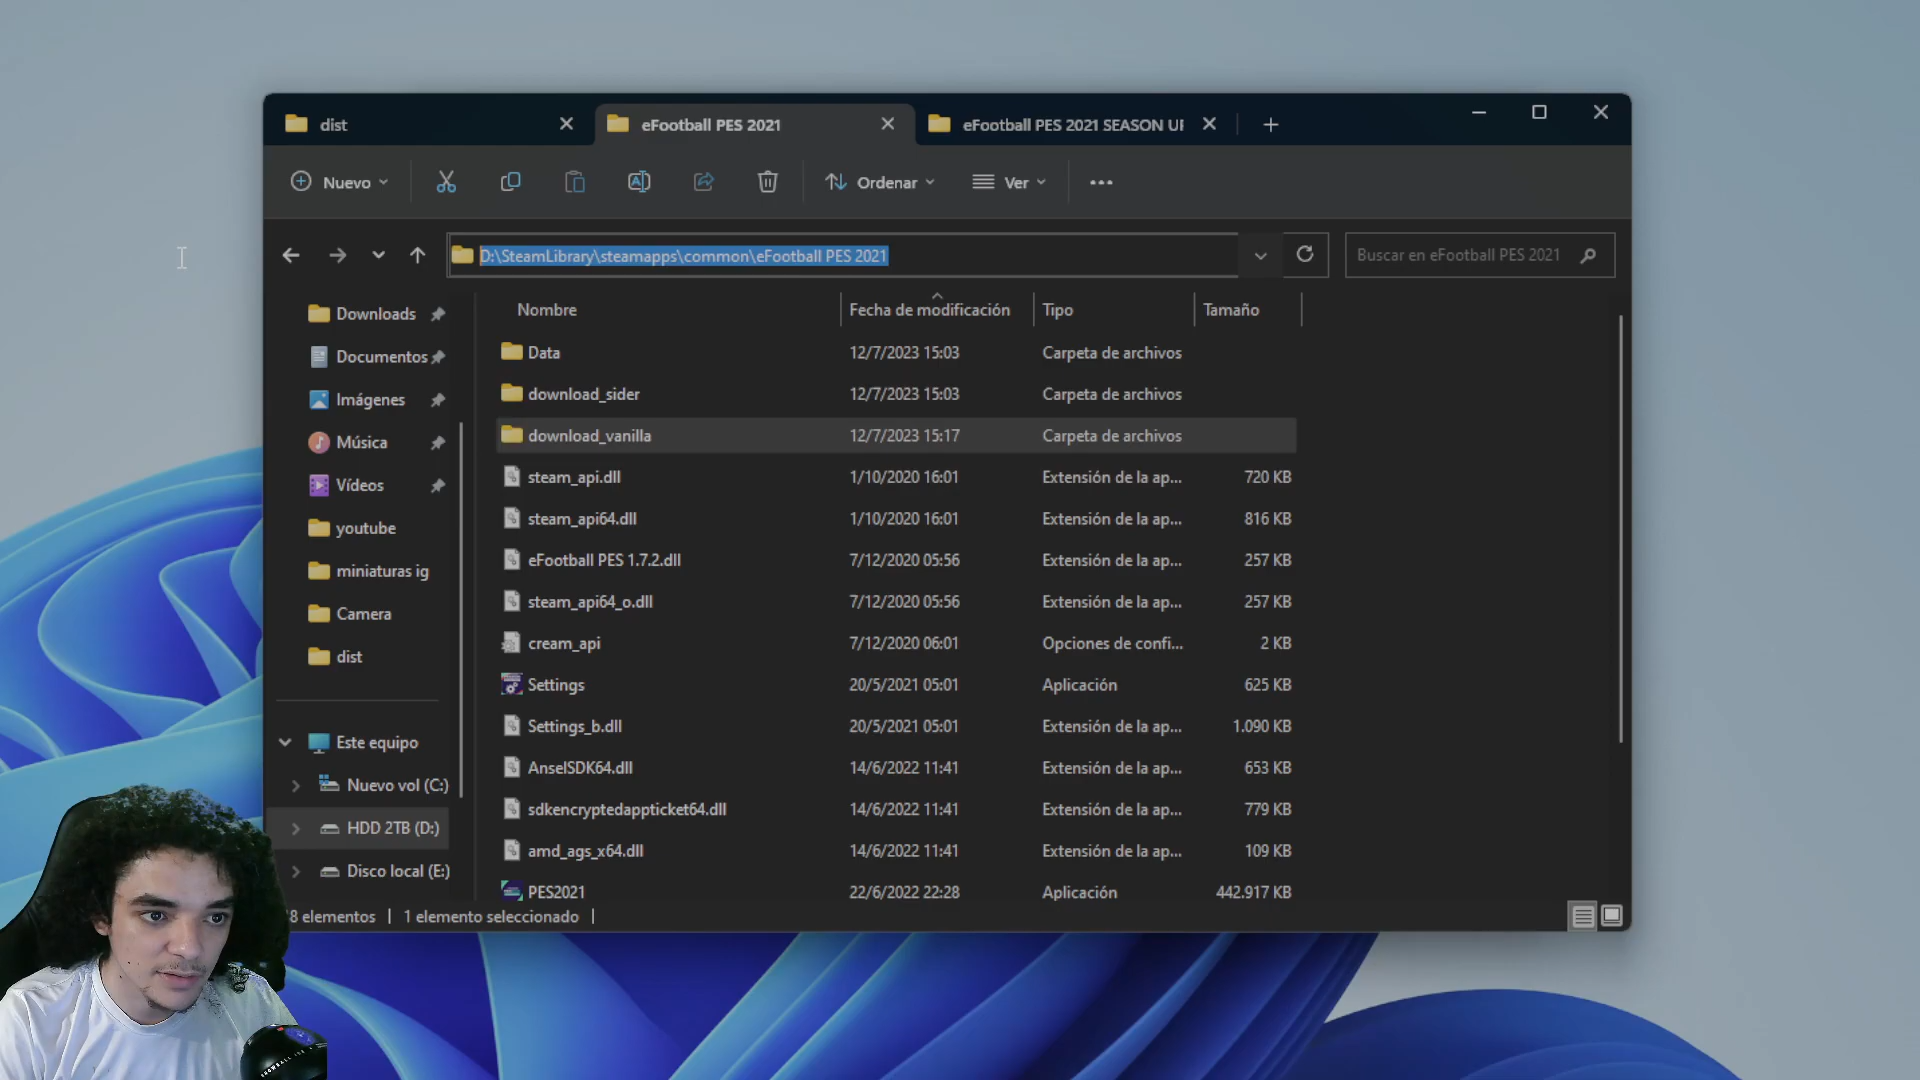 dist
eFootball PES 2021
eFootball PES 2021 SEASON UI
Nuevo
Ordenar
Ver
D:\SteamLibrary\steamapps\common\eFootball PES 2021
Buscar en eFootball PES 2021
Downloads
Documentos
Imágenes
Música
Vídeos
youtube
miniaturas ig
Camera
dist
Este equipo
Nuevo vol (C:)
HDD 2TB (D:)
Disco local (E:)
Nombre Fecha de modificación Tipo Tamaño
Data 12/7/2023 15:03 Carpeta de archivos
download_sider 12/7/2023 15:03 Carpeta de archivos
download_vanilla 12/7/2023 15:17 Carpeta de archivos
steam_api.dll 1/10/2020 16:01 Extensión de la ap... 720 KB
steam_api64.dll 1/10/2020 16:01 Extensión de la ap... 816 KB
eFootball PES 1.7.2.dll 7/12/2020 05:56 Extensión de la ap... 257 KB
steam_api64_o.dll 7/12/2020 05:56 Extensión de la ap... 257 KB
cream_api 7/12/2020 06:01 Opciones de confi... 2 KB
Settings 20/5/2021 05:01 Aplicación 625 KB
Settings_b.dll 20/5/2021 05:01 Extensión de la ap... 1.090 KB
AnselSDK64.dll 14/6/2022 11:41 Extensión de la ap... 653 KB
sdkencryptedappticket64.dll 14/6/2022 11:41 Extensión de la ap... 779 KB
amd_ags_x64.dll 14/6/2022 11:41 Extensión de la ap... 109 KB
PES2021 22/6/2022 22:28 Aplicación 442.917 KB
8 elementos 1 elemento seleccionado